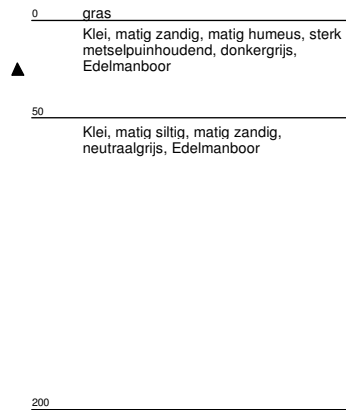 0 gras
Klei, matig zandig, matig humeus, sterk
metselpuinhoudend, donkergrijs,
Edelmanboor
50
Klei, matig siltig, matig zandig,
neutraalgrijs, Edelmanboor
200